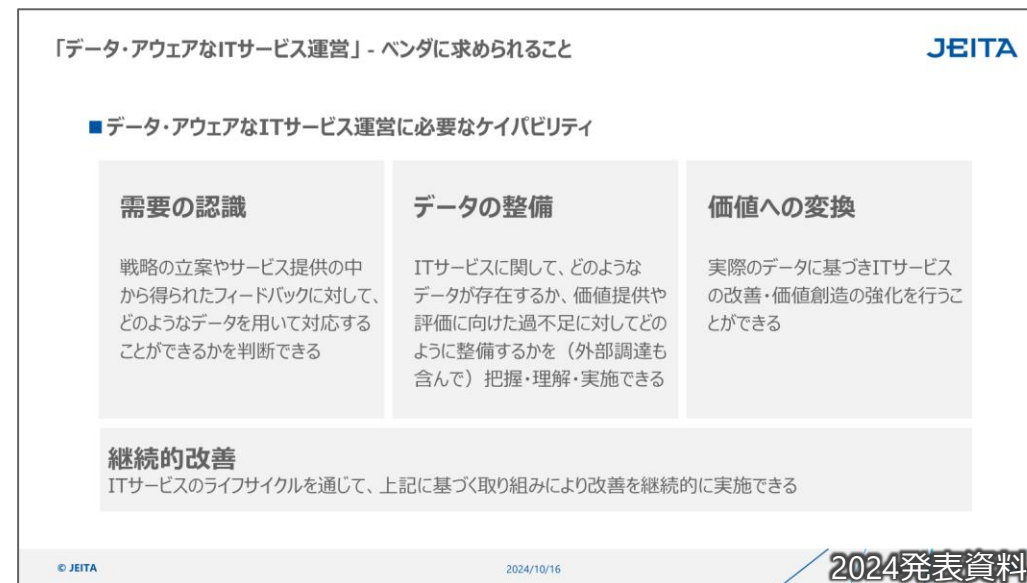 「データ・アウェアなITサービス運営」 - ベンダに求められること
JEITA
■データ・アウェアなITサービス運営に必要なケイパビリティ
需要の認識
戦略の立案やサービス提供の中
から得られたフィードバックに対して、
どのようなデータを用いて対応する
ことができるかを判断できる
データの整備
ITサービスに関して、どのような
データが存在するか、価値提供や
評価に向けた過不足に対してどの
ように整備するかを（外部調達も
含んで）把握・理解・実施できる
価値への変換
実際のデータに基づきITサービス
の改善・価値創造の強化を行うこ
とができる
継続的改善
ITサービスのライフサイクルを通じて、上記に基づく取り組みにより改善を継続的に実施できる
© JEITA
2024/10/16
2024発表資料